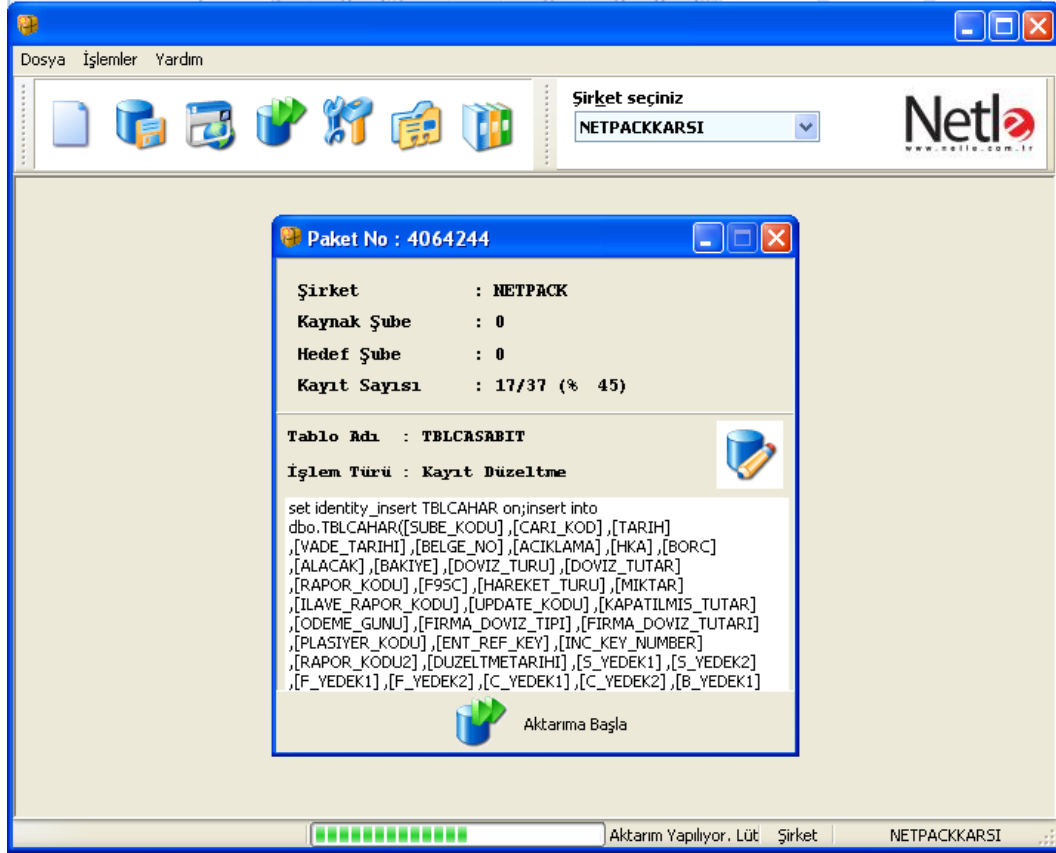 Dosya İşlemler Yardım
Şirket seçiniz
NETPACKKARSI
Netle
www.netle.com.tr
Paket No : 4064244
Şirket : NETPACK
Kaynak Şube : 0
Hedef Şube : 0
Kayıt Sayısı : 17/37 (% 45)
Tablo Adı : TBLCASABIT
İşlem Türü : Kayıt Düzeltme
set identity_insert TBLCAHAR on;insert into
dbo.TBLCAHAR([SUBE_KODU] ,[CARI_KOD] ,[TARIH]
,[VADE_TARIHI] ,[BELGE_NO] ,[ACIKLAMA] ,[HKA] ,[BORC]
,[ALACAK] ,[BAKIYE] ,[DOVIZ_TURU] ,[DOVIZ_TUTAR]
,[RAPOR_KODU] ,[F9SC] ,[HAREKET_TURU] ,[MIKTAR]
,[ILAVE_RAPOR_KODU] ,[UPDATE_KODU] ,[KAPATILMIS_TUTAR]
,[ODEME_GUNU] ,[FIRMA_DOVIZ_TIPI] ,[FIRMA_DOVIZ_TUTARI]
,[PLASIYER_KODU] ,[ENT_REF_KEY] ,[INC_KEY_NUMBER]
,[RAPOR_KODU2] ,[DUZELTMETARIHI] ,[S_YEDEK1] ,[S_YEDEK2]
,[F_YEDEK1] ,[F_YEDEK2] ,[C_YEDEK1] ,[C_YEDEK2] ,[B_YEDEK1]
Aktarıma Başla
Aktarım Yapılıyor. Lüt Şirket NETPACKKARSI